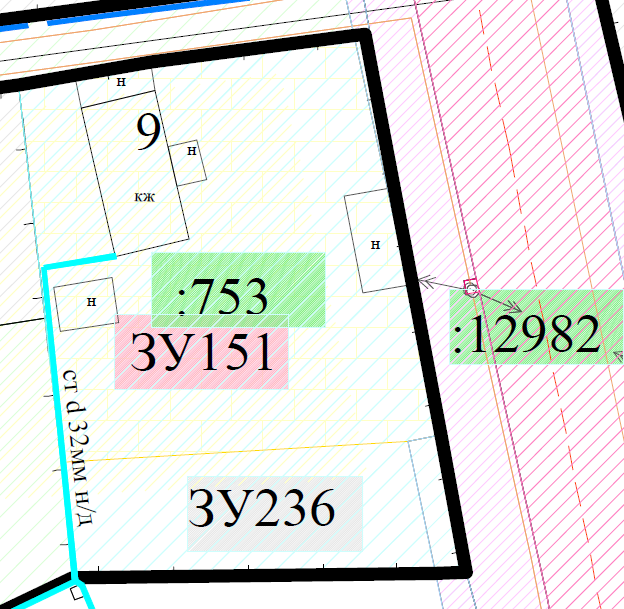 н
9
н
кж
н
:753
н
:12982
ЗУ151
ст d 32мм н/д
ЗУ236